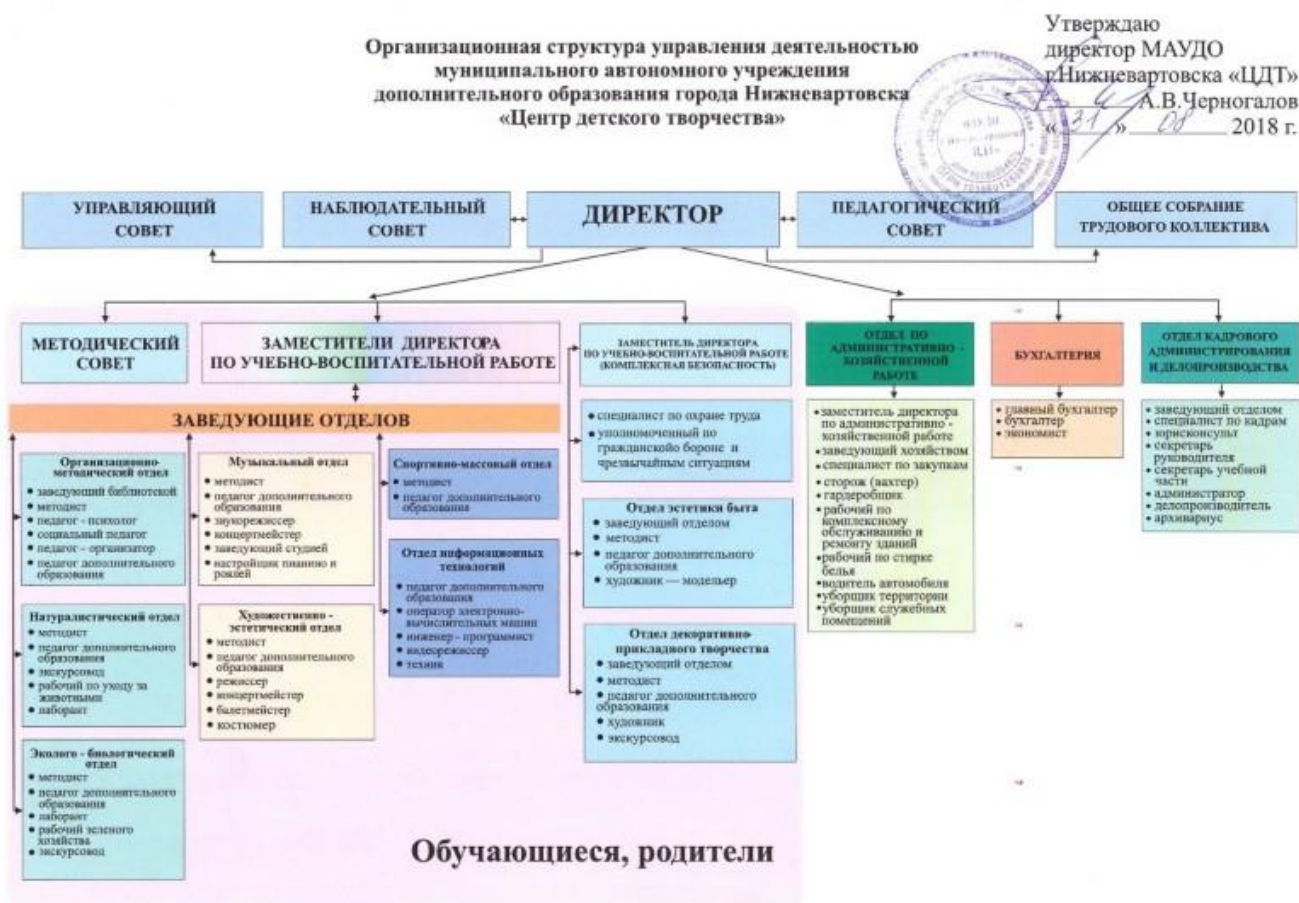 Утверждаю
директор МАУДО
г.Нижневартовска «ЦДТ»
А.В.Черногалов
«31» 08 2018 г.
Организационная структура управления деятельностью
муниципального автономного учреждения
дополнительного образования города Нижневартовска
«Центр детского творчества»
УПРАВЛЯЮЩИЙ
СОВЕТ
НАБЛЮДАТЕЛЬНЫЙ
СОВЕТ
ДИРЕКТОР
ПЕДАГОГИЧЕСКИЙ
СОВЕТ
ОБЩЕЕ СОБРАНИЕ
ТРУДОВОГО КОЛЛЕКТИВА
МЕТОДИЧЕСКИЙ
СОВЕТ
ЗАМЕСТИТЕЛИ ДИРЕКТОРА
ПО УЧЕБНО-ВОСПИТАТЕЛЬНОЙ РАБОТЕ
ЗАМЕСТИТЕЛЬ ДИРЕКТОРА
ПО УЧЕБНО-ВОСПИТАТЕЛЬНОЙ РАБОТЕ
(КОМПЛЕКСНАЯ БЕЗОПАСНОСТЬ)
ОТДЕЛ ПО
АДМИНИСТРАТИВНО -
ХОЗЯЙСТВЕННОЙ
РАБОТЕ
БУХГАЛТЕРИЯ
ОТДЕЛ КАДРОВОГО
АДМИНИСТРИРОВАНИЯ
И ДЕЛОПРОИЗВОДСТВА
ЗАВЕДУЮЩИЕ ОТДЕЛОВ
Организационно-
методический отдел
• заведующий библиотекой
• методист
• педагог - психолог
• социальный педагог
• педагог - организатор
• педагог дополнительного
образования
Натуралистический отдел
• методист
• педагог дополнительного
образования
• экскурсовод
• рабочий по уходу за
животными
• лаборант
Эколого - биологический
отдел
• методист
• педагог дополнительного
образования
• лаборант
• рабочий зеленого
хозяйства
• экскурсовод
Музыкальный отдел
• методист
• педагог дополнительного
образования
• звукорежиссер
• концертмейстер
• заведующий студией
• настройщик пианино и
роялей
Художественно -
эстетический отдел
• методист
• педагог дополнительного
образования
• режиссер
• концертмейстер
• балетмейстер
• костюмер
Спортивно-массовый отдел
• методист
• педагог дополнительного
образования
Отдел информационных
технологий
• педагог дополнительного
образования
• оператор электронно-
вычислительных машин
• инженер - программист
• видеорежиссер
• техник
• специалист по охране труда
• уполномоченный по
гражданскойо бороне и
чрезвычайным ситуациям
Отдел эстетики быта
• заведующий отделом
• методист
• педагог дополнительного
образования
• художник — модельер
Отдел декоративно-
прикладного творчества
• заведующий отделом
• методист
• педагог дополнительного
образования
• художник
• экскурсовод
• заместитель директора
по административно -
хозяйственной работе
• заведующий хозяйством
• специалист по закупкам
• сторож (вахтер)
• гардеробщик
• рабочий по
комплексному
обслуживанию и
ремонту зданий
• рабочий по стирке
белья
• водитель автомобиля
• уборщик территории
• уборщик служебных
помещений
• главный бухгалтер
• бухгалтер
• экономист
• заведующий отделом
• специалист по кадрам
• юрисконсульт
• секретарь
руководителя
• секретарь учебной
части
• администратор
• делопроизводитель
• архивариус
Обучающиеся, родители